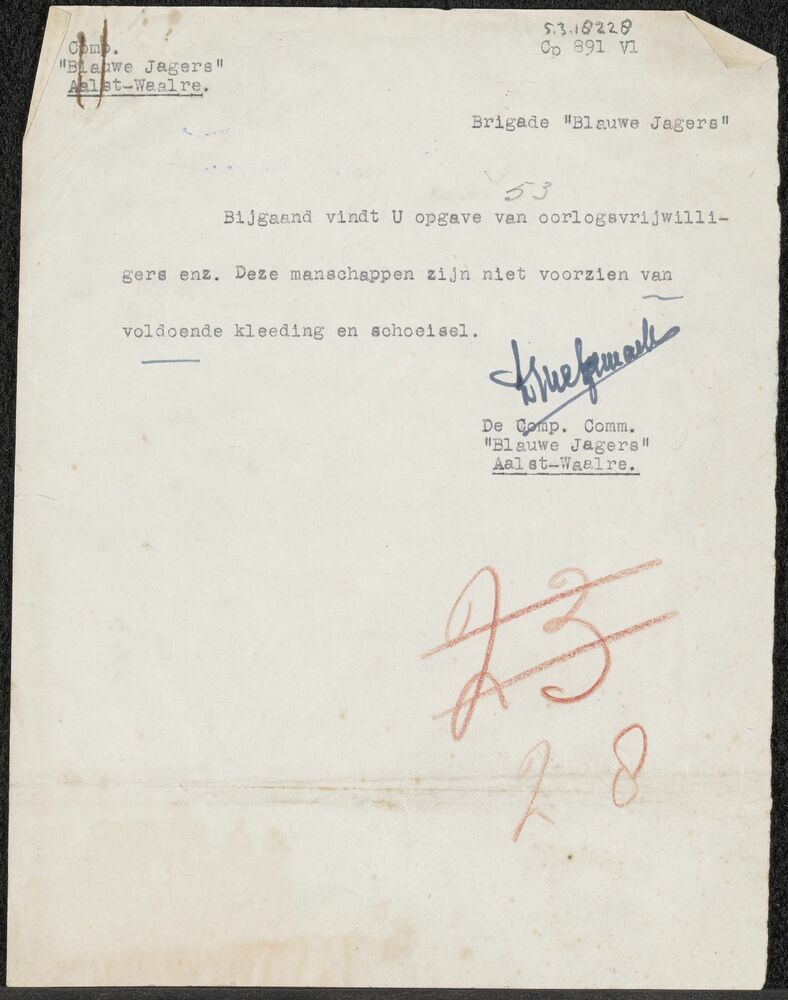 5.3.18228
Comp.
Cp 891 V1
"Blauwe Jagers"
Aalst-Waalre.
Brigade "Blauwe Jagers"
53
Bijgaand vindt U opgave van oorlogsvrijwilli-
gers enz. Deze manschappen zijn niet voorzien van
voldoende kleeding en schoeisel.
De Comp. Comm.
"Blauwe Jagers"
Aalst-Waalre.
23
28